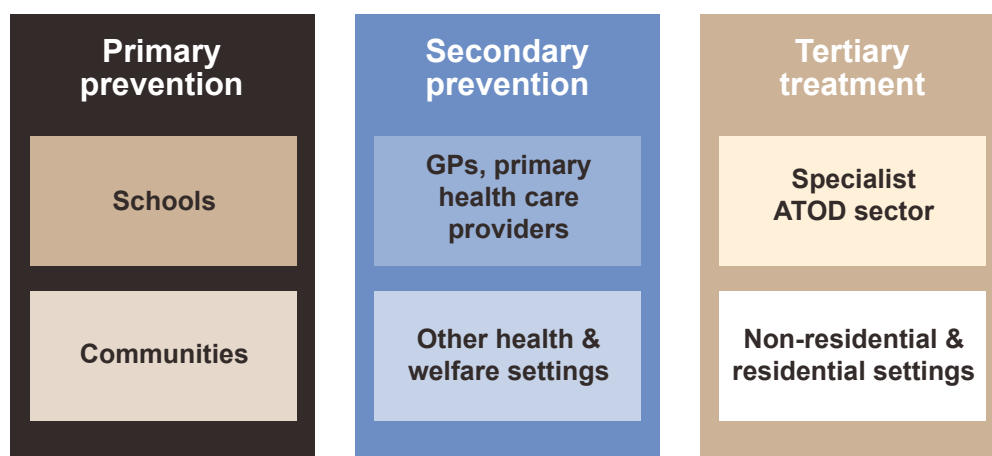 Primary
prevention
Schools
Communities
Secondary
prevention
GPs, primary
health care
providers
Other health &
welfare settings
Tertiary
treatment
Specialist
ATOD sector
Non-residential &
residential settings